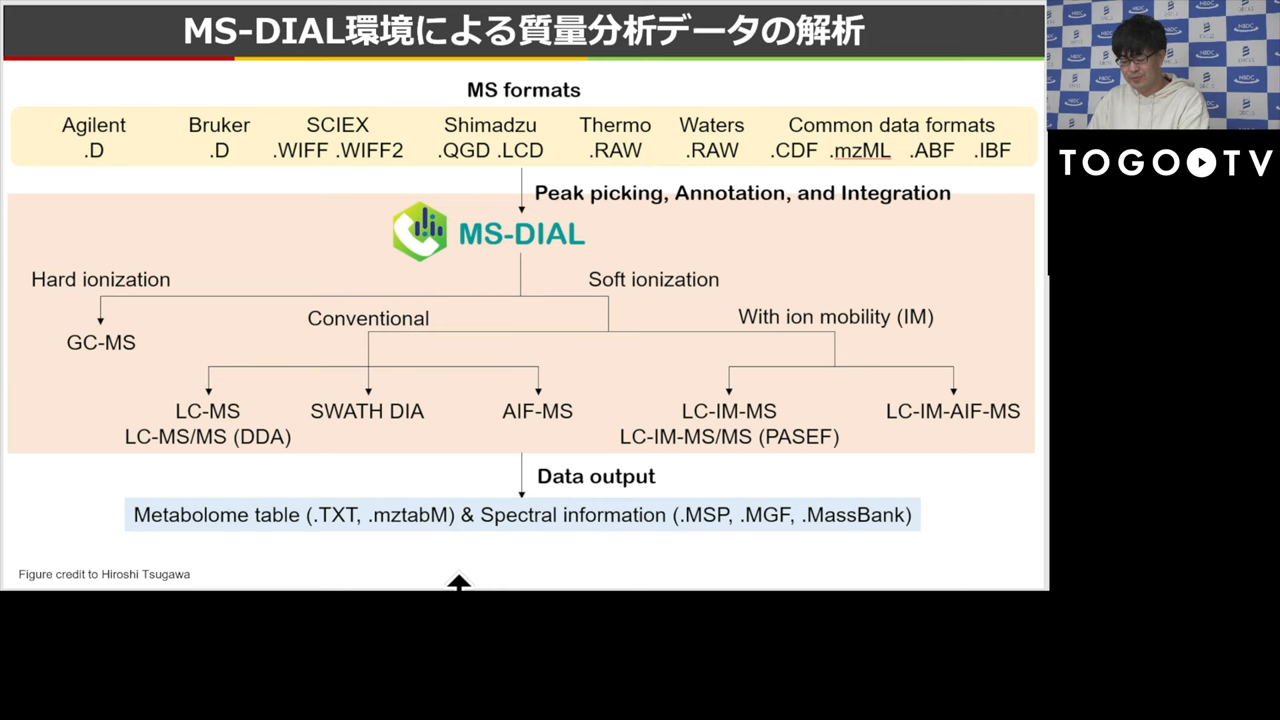 MS-DIAL環境による質量分析データの解析
MS formats
Agilent Bruker SCIEX Shimadzu Thermo Waters Common data formats
.D .D .WIFF .WIFF2 .QGD .LCD .RAW .RAW .CDF .mzML .ABF .IBF
Peak picking, Annotation, and Integration
MS-DIAL
Hard ionization Soft ionization
Conventional With ion mobility (IM)
GC-MS
LC-MS SWATH DIA AIF-MS LC-IM-MS LC-IM-AIF-MS
LC-MS/MS (DDA) LC-IM-MS/MS (PASEF)
Data output
Metabolome table (.TXT, .mztabM) & Spectral information (.MSP, .MGF, .MassBank)
Figure credit to Hiroshi Tsugawa
TOGO TV
NBDC